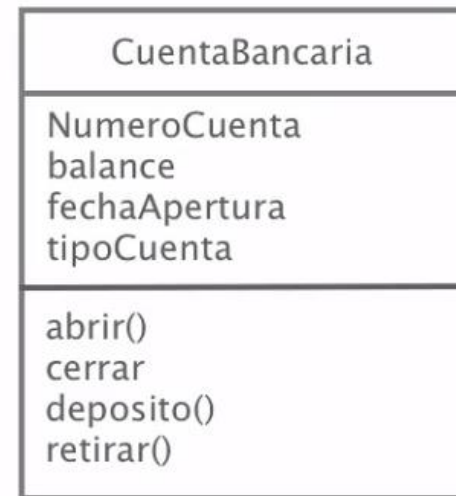 CuentaBancaria
NumeroCuenta
balance
fechaApertura
tipoCuenta
abrir()
cerrar
deposito()
retirar()